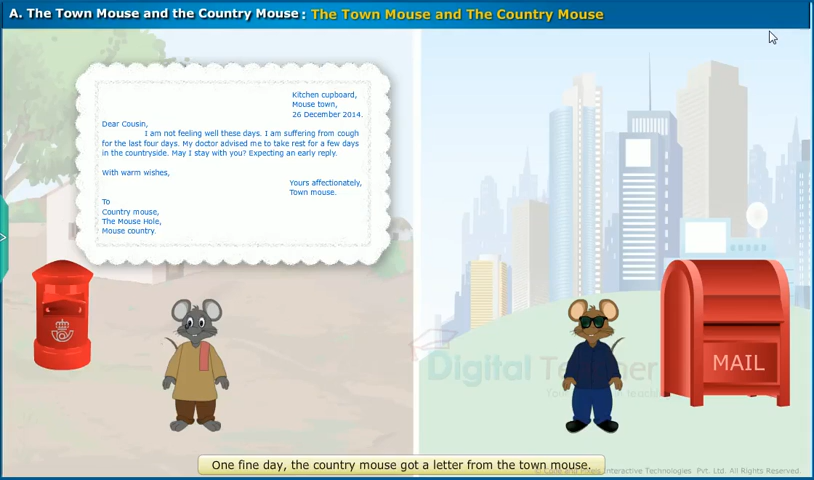 A. The Town Mouse and the Country Mouse : The Town Mouse and The Country Mouse
Kitchen cupboard,
Mouse town,
26 December 2014.
Dear Cousin,
I am not feeling well these days. I am suffering from cough
for the last four days. My doctor advised me to take rest for a few days
in the countryside. May I stay with you? Expecting an early reply.
With warm wishes,
Yours affectionately,
Town mouse.
To
Country mouse,
The Mouse Hole,
Mouse country.
MAIL
Digital Teacher
One fine day, the country mouse got a letter from the town mouse.
Interactive Technologies Pvt. Ltd. All Rights Reserved.